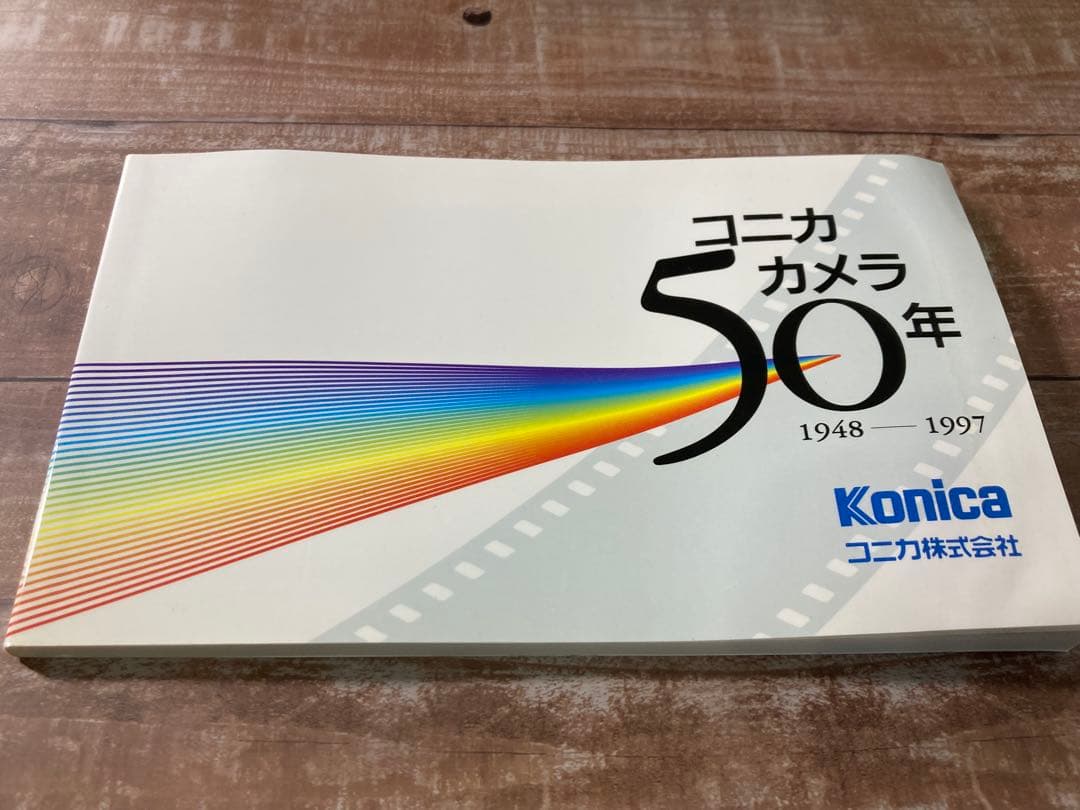 コニカ
カメラ
50年
1948 — 1997
Konica
コニカ株式会社